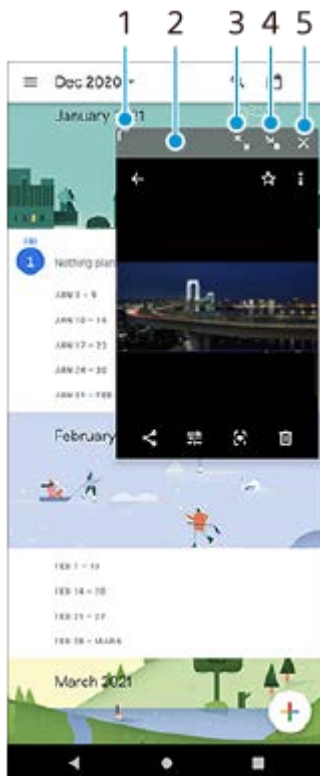 1 2 3 4 5
Dec 2020
January 2021
FRI
1 Nothing plan
JAN 3 – 9
JAN 10 – 16
JAN 17 – 23
JAN 24 – 30
JAN 31 – FEB
February
FEB 7 – 13
FEB 14 – 20
FEB 21 – 27
FEB 28 – MAR 6
March 2021